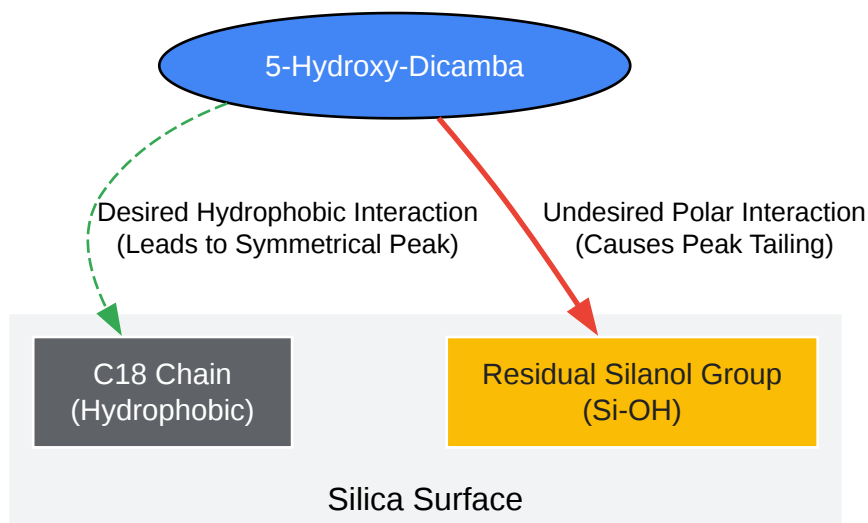 5-Hydroxy-Dicamba
Desired Hydrophobic Interaction
(Leads to Symmetrical Peak)
Undesired Polar Interaction
(Causes Peak Tailing)
C18 Chain
(Hydrophobic)
Residual Silanol Group
(Si-OH)
Silica Surface